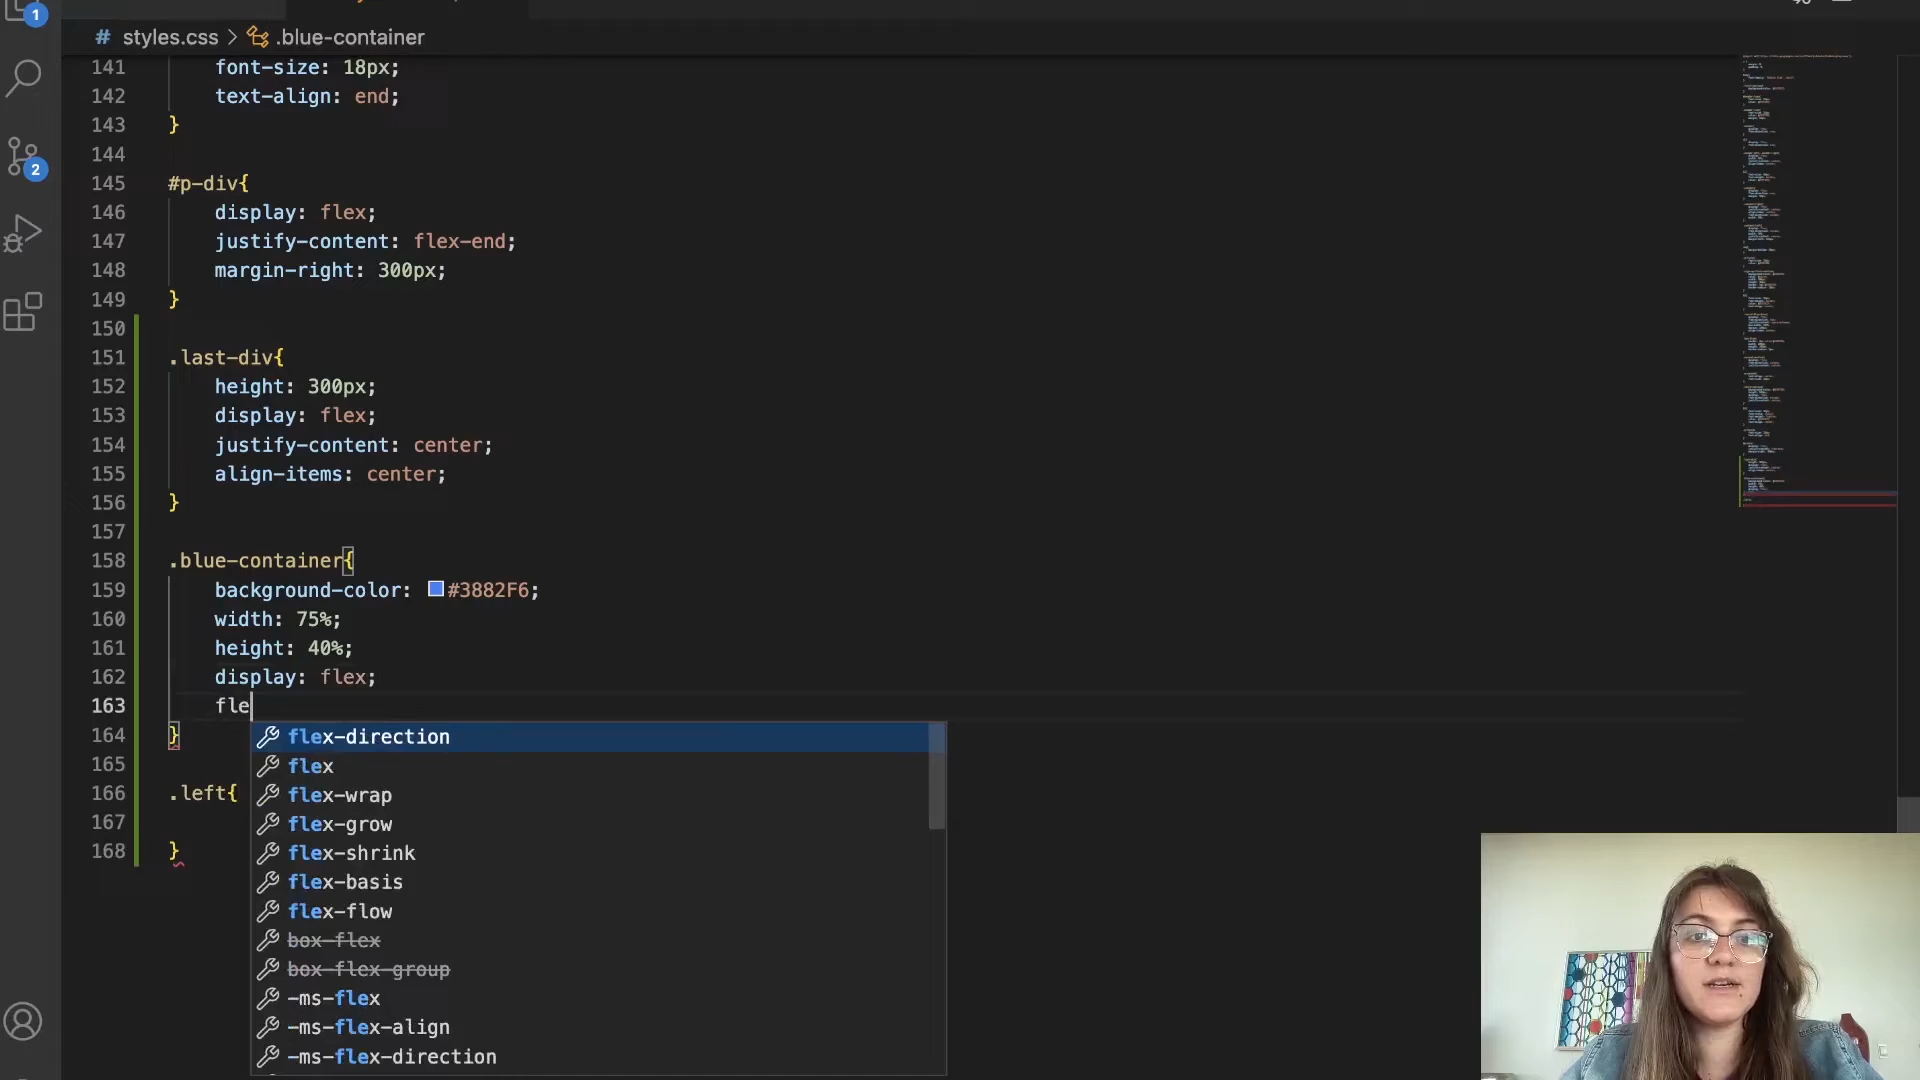 1
# styles.css > .blue-container
141 font-size: 18px;
142 text-align: end;
143 }
144
145 #p-div{
146 display: flex;
147 justify-content: flex-end;
148 margin-right: 300px;
149 }
150
151 .last-div{
152 height: 300px;
153 display: flex;
154 justify-content: center;
155 align-items: center;
156 }
157
158 .blue-container{
159 background-color: #3882F6;
160 width: 75%;
161 height: 40%;
162 display: flex;
163 fle
164 }
165
166 .left{
167
168 }
2
flex-direction
flex
flex-wrap
flex-grow
flex-shrink
flex-basis
flex-flow
box-flex
box-flex-group
-ms-flex
-ms-flex-align
-ms-flex-direction